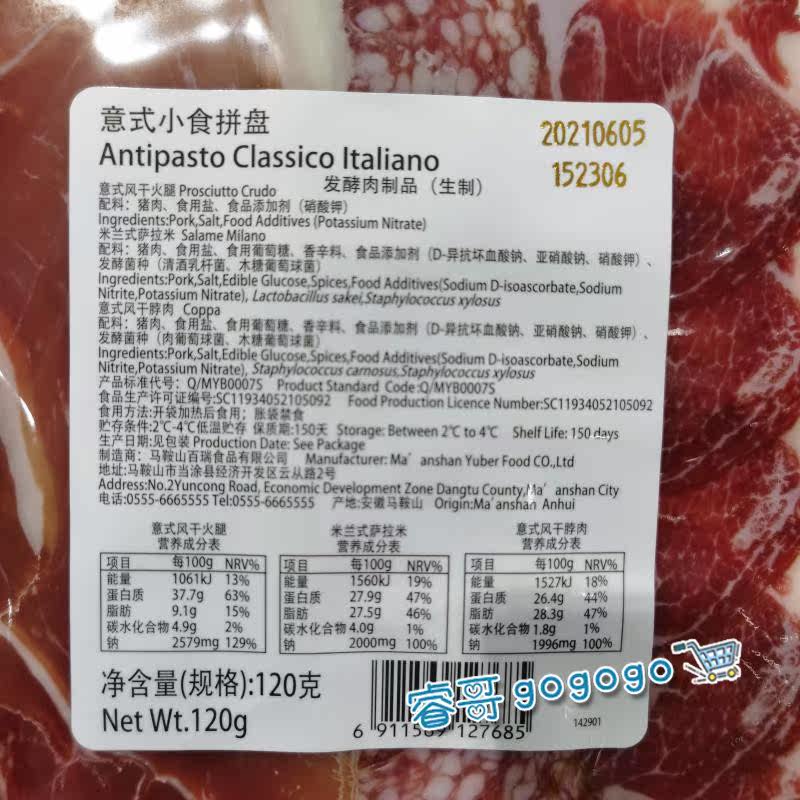 意式小食拼盘
20210605
Antipasto Classico Italiano
152306
意式风干火腿 Prosciutto Crudo 发酵肉制品（生制）
配料：猪肉、食用盐、食品添加剂（硝酸钾）
Ingredients:Pork,Salt,Food Additives (Potassium Nitrate)
米兰式萨拉米 Salame Milano
配料：猪肉、食用盐、食用葡萄糖、香辛料、食品添加剂（D-异抗坏血酸钠、亚硝酸钠、硝酸钾）、
发酵菌种（清酒乳杆菌、木糖葡萄球菌）
Ingredients:Pork,Salt,Edible Glucose,Spices,Food Additives(Sodium D-isoascorbate,Sodium
Nitrite,Potassium Nitrate), Lactobacillus sakei,Staphylococcus xylosus
意式风干脖肉 Coppa
配料：猪肉、食用盐、食用葡萄糖、香辛料、食品添加剂（D-异抗坏血酸钠、亚硝酸钠、硝酸钾）、
发酵菌种（肉葡萄球菌、木糖葡萄球菌）
Ingredients:Pork,Salt,Edible Glucose,Spices,Food Additives(Sodium D-isoascorbate,Sodium
Nitrite,Potassium Nitrate), Staphylococcus carnosus,Staphylococcus xylosus
产品标准代号：Q/MYB0007S Product Standard Code:Q/MYB0007S
食品生产许可证编号:SC11934052105092 Food Production Licence Number:SC11934052105092
食用方法:开袋加热后食用；胀袋禁食
贮存条件:2℃-4℃低温贮存 保质期:150天 Storage: Between 2℃ to 4℃ Shelf Life: 150 days
生产日期:见包装 Production Date: See Package
制造商：马鞍山百瑞食品有限公司 Manufacturer: Ma' anshan Yuber Food CO.,Ltd
地址:马鞍山市当涂县经济开发区云从路2号
Address:No.2Yuncong Road, Economic Development Zone Dangtu County,Ma' anshan City
电话:0555-6665555 Tel:0555-6665555 产地:安徽马鞍山 Origin:Ma'anshan Anhui
意式风干火腿
营养成分表
项目 每100g NRV%
能量 1061kJ 13%
蛋白质 37.7g 63%
脂肪 9.1g 15%
碳水化合物 4.9g 2%
钠 2579mg 129%
米兰式萨拉米
营养成分表
项目 每100g NRV%
能量 1560kJ 19%
蛋白质 27.9g 47%
脂肪 27.5g 46%
碳水化合物 4.0g 1%
钠 2000mg 100%
意式风干脖肉
营养成分表
项目 每100g NRV%
能量 1527kJ 18%
蛋白质 26.4g 44%
脂肪 28.3g 47%
碳水化合物 1.8g 1%
钠 1996mg 100%
净含量(规格):120克
Net Wt.120g
睿哥 gogogo
6 911569 127685
142901